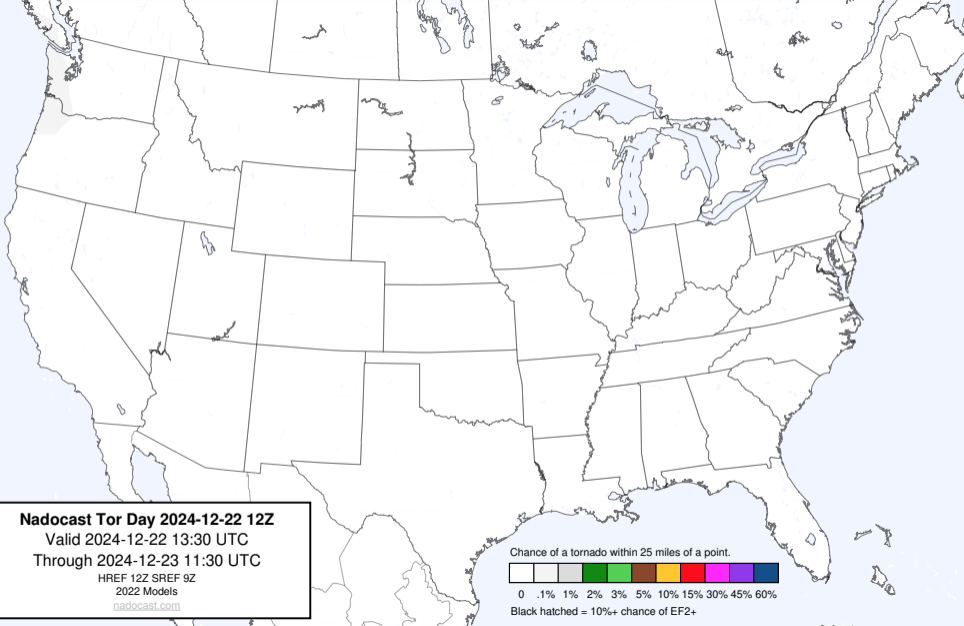 Nadocast Tor Day 2024-12-22 12Z
Valid 2024-12-22 13:30 UTC
Through 2024-12-23 11:30 UTC
HREF 12Z SREF 9Z
2022 Models
nadocast.com
Chance of a tornado within 25 miles of a point.
0 .1% 1% 2% 3% 5% 10% 15% 30% 45% 60%
Black hatched = 10%+ chance of EF2+